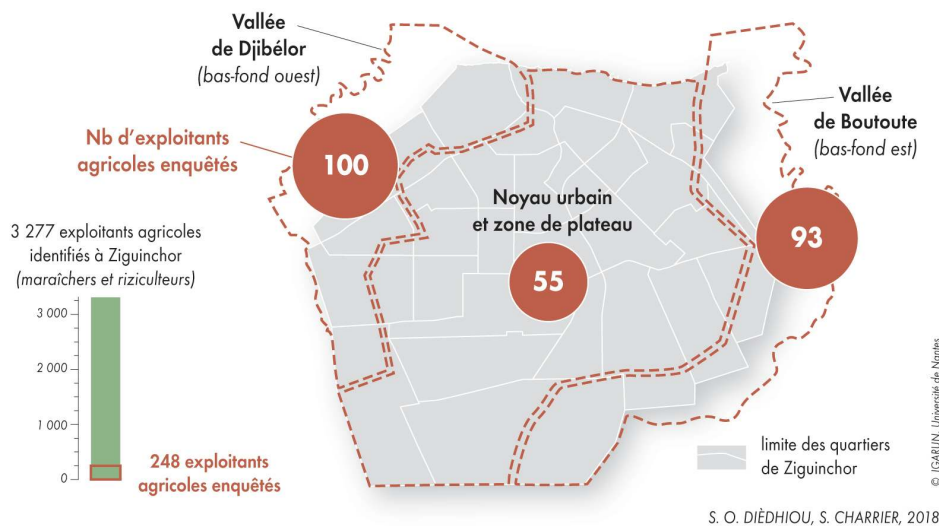 Vallée
de Djibélor
(bas-fond ouest)
Vallée
de Boutoute
(bas-fond est)
Nb d'exploitants
agricoles enquêtés
100
Noyau urbain
et zone de plateau
55
93
3 277 exploitants agricoles
identifiés à Ziguinchor
(maraîchers et riziculteurs)
3 000
2 000
1 000
0
248 exploitants
agricoles enquêtés
limite des quartiers
de Ziguinchor
© IGARUN, Université de Nantes
S. O. DIÈDHIOU, S. CHARRIER, 2018